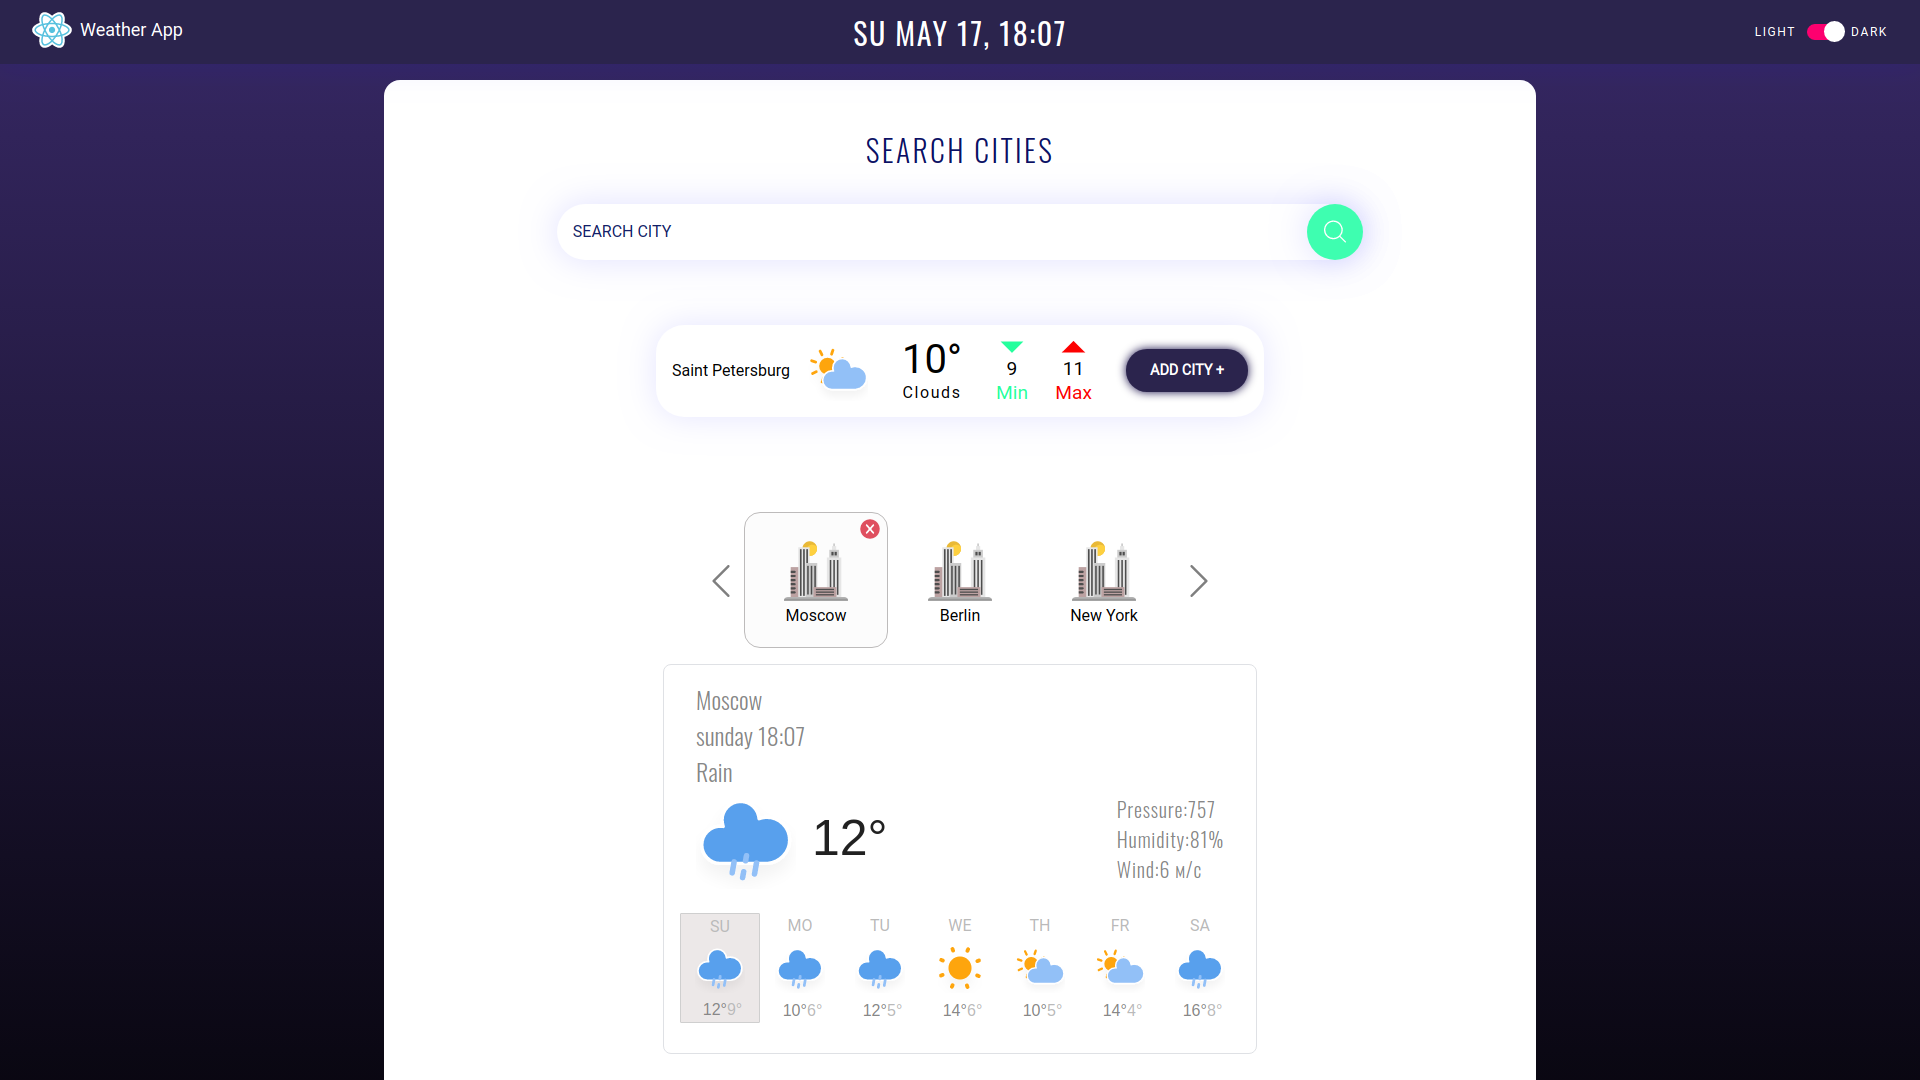 Weather App
SU MAY 17, 18:07
LIGHT DARK
SEARCH CITIES
SEARCH CITY
Saint Petersburg
10°
Clouds
9
Min
11
Max
ADD CITY +
Moscow
Berlin
New York
Moscow
sunday 18:07
Rain
12°
Pressure:757
Humidity:81%
Wind:6 м/с
SU MO TU WE TH FR SA
12°9° 10°6° 12°5° 14°6° 10°5° 14°4° 16°8°